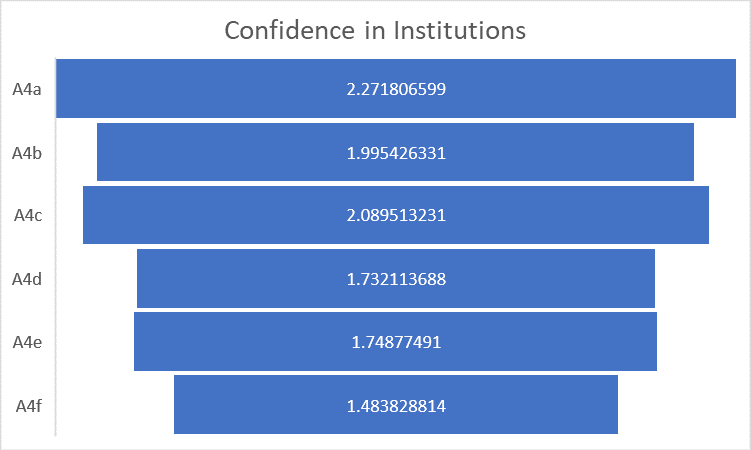 Confidence in Institutions
A4a 2.271806599
A4b 1.995426331
A4c 2.089513231
A4d 1.732113688
A4e 1.74877491
A4f 1.483828814